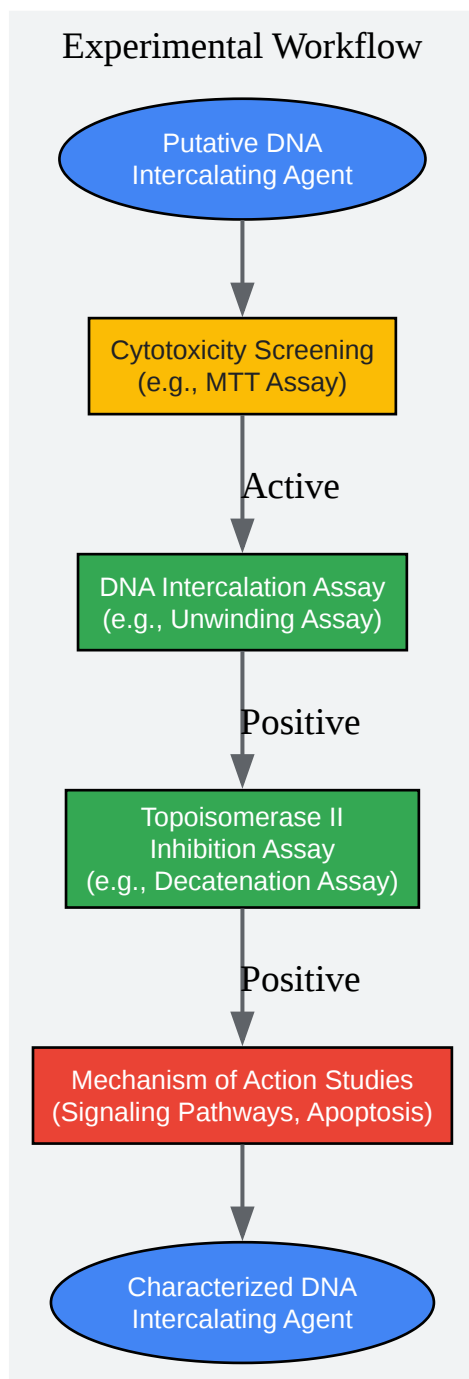 Experimental Workflow
Putative DNA
Intercalating Agent
Cytotoxicity Screening
(e.g., MTT Assay)
Active
DNA Intercalation Assay
(e.g., Unwinding Assay)
Positive
Topoisomerase II
Inhibition Assay
(e.g., Decatenation Assay)
Positive
Mechanism of Action Studies
(Signaling Pathways, Apoptosis)
Characterized DNA
Intercalating Agent